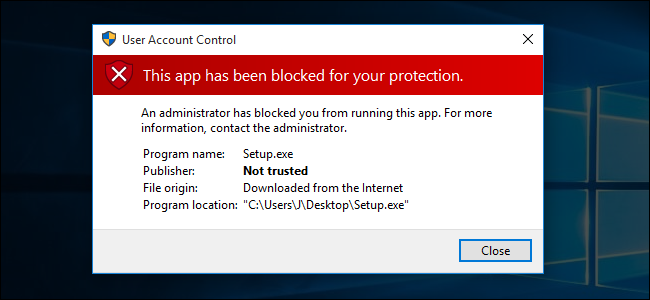 User Account Control
This app has been blocked for your protection.
An administrator has blocked you from running this app. For more
information, contact the administrator.
Program name: Setup.exe
Publisher: Not trusted
File origin: Downloaded from the Internet
Program location: "C:\Users\J\Desktop\Setup.exe"
Close